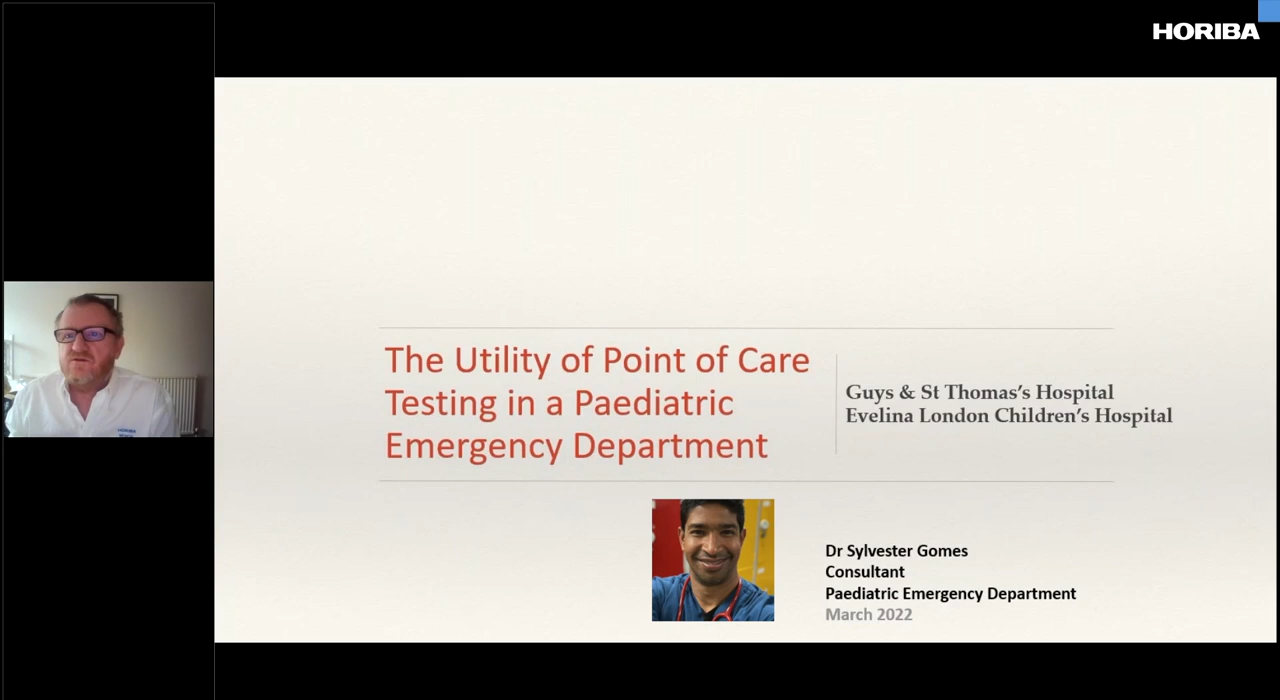 HORIBA
The Utility of Point of Care
Testing in a Paediatric
Emergency Department
Guys & St Thomas's Hospital
Evelina London Children's Hospital
Dr Sylvester Gomes
Consultant
Paediatric Emergency Department
March 2022
HORIBA